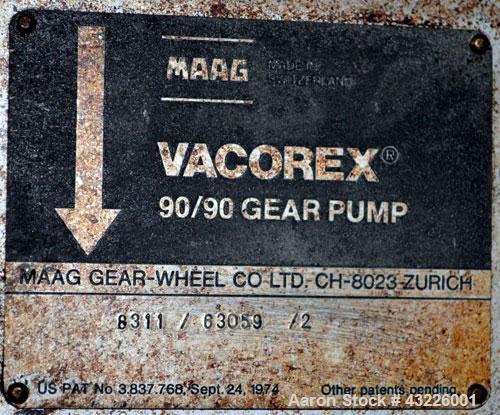 MAAG
MADE IN
SWITZERLAND
VACOREX®
90/90 GEAR PUMP
MAAG GEAR-WHEEL CO LTD. CH-8023 ZURICH
8311 / 63059 /2
US PAT No. 3.837.768, Sept. 24, 1974 Other patents pending.
Aaron Stock # 43226001